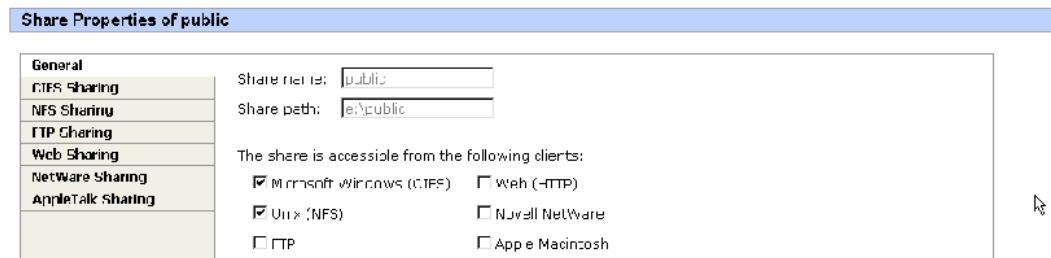 Share Properties of public
General
CIFS Sharing
NFS Sharing
FTP Sharing
Web Sharing
NetWare Sharing
AppleTalk Sharing
Share name: public
Share path: e:\public
The share is accessible from the following clients:
Microsoft Windows (CIFS) Web (HTTP)
Unix (NFS) Novell NetWare
FTP Apple Macintosh